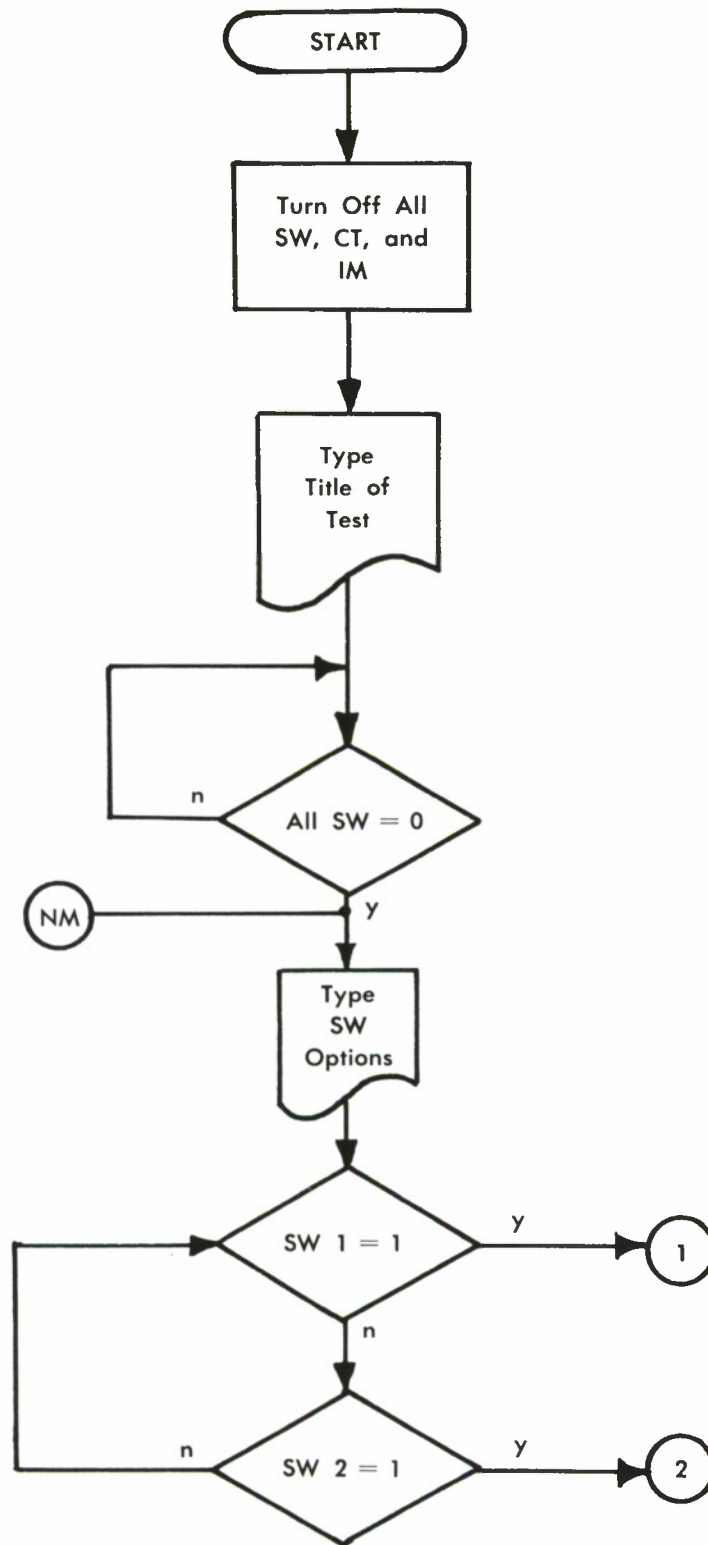 START
Turn Off All
SW, CT, and
IM
Type
Title of
Test
n
All SW = 0
NM
y
Type
SW
Options
SW 1 = 1
y
1
n
n
SW 2 = 1
y
2